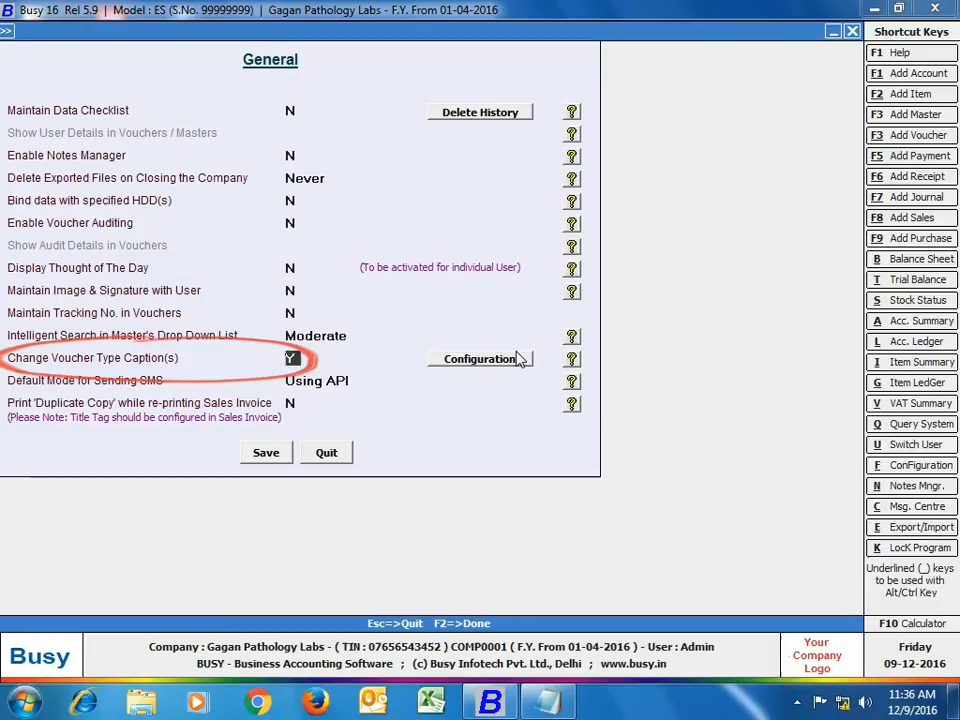 Busy 16 Rel 5.9 | Model : ES (S.No. 99999999) | Gagan Pathology Labs - F.Y. From 01-04-2016
>>
General
Maintain Data Checklist N Delete History ?
Show User Details in Vouchers / Masters ?
Enable Notes Manager N ?
Delete Exported Files on Closing the Company Never ?
Bind data with specified HDD(s) N ?
Enable Voucher Auditing N ?
Show Audit Details in Vouchers ?
Display Thought of The Day N (To be activated for individual User) ?
Maintain Image & Signature with User N ?
Maintain Tracking No. in Vouchers N
Intelligent Search in Master's Drop Down List Moderate ?
Change Voucher Type Caption(s) Y Configuration ?
Default Mode for Sending SMS Using API ?
Print 'Duplicate Copy' while re-printing Sales Invoice N ?
(Please Note: Title Tag should be configured in Sales Invoice)
Save Quit
Shortcut Keys
F1 Help
F1 Add Account
F2 Add Item
F3 Add Master
F3 Add Voucher
F5 Add Payment
F6 Add Receipt
F7 Add Journal
F8 Add Sales
F9 Add Purchase
B Balance Sheet
T Trial Balance
S Stock Status
A Acc. Summary
L Acc. Ledger
I Item Summary
G Item LedGer
V VAT Summary
Q Query System
U Switch User
F Configuration
N Notes Mngr.
C Msg. Centre
E Export/Import
K LocK Program
Underlined (_) keys
to be used with
Alt/Ctrl Key
F10 Calculator
Esc=>Quit F2=>Done
Busy
Company : Gagan Pathology Labs - ( TIN : 07656543452 ) COMP0001 ( F.Y. From 01-04-2016 ) - User : Admin
BUSY - Business Accounting Software ; (c) Busy Infotech Pvt. Ltd., Delhi ; www.busy.in
Your
Company
Logo
Friday
09-12-2016
11:36 AM
12/9/2016